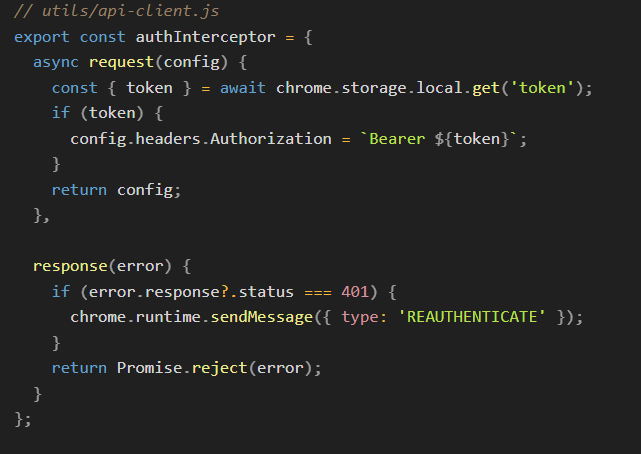 // utils/api-client.js
export const authInterceptor = {
  async request(config) {
    const { token } = await chrome.storage.local.get('token');
    if (token) {
      config.headers.Authorization = `Bearer ${token}`;
    }
    return config;
  },

  response(error) {
    if (error.response?.status === 401) {
      chrome.runtime.sendMessage({ type: 'REAUTHENTICATE' });
    }
    return Promise.reject(error);
  }
};